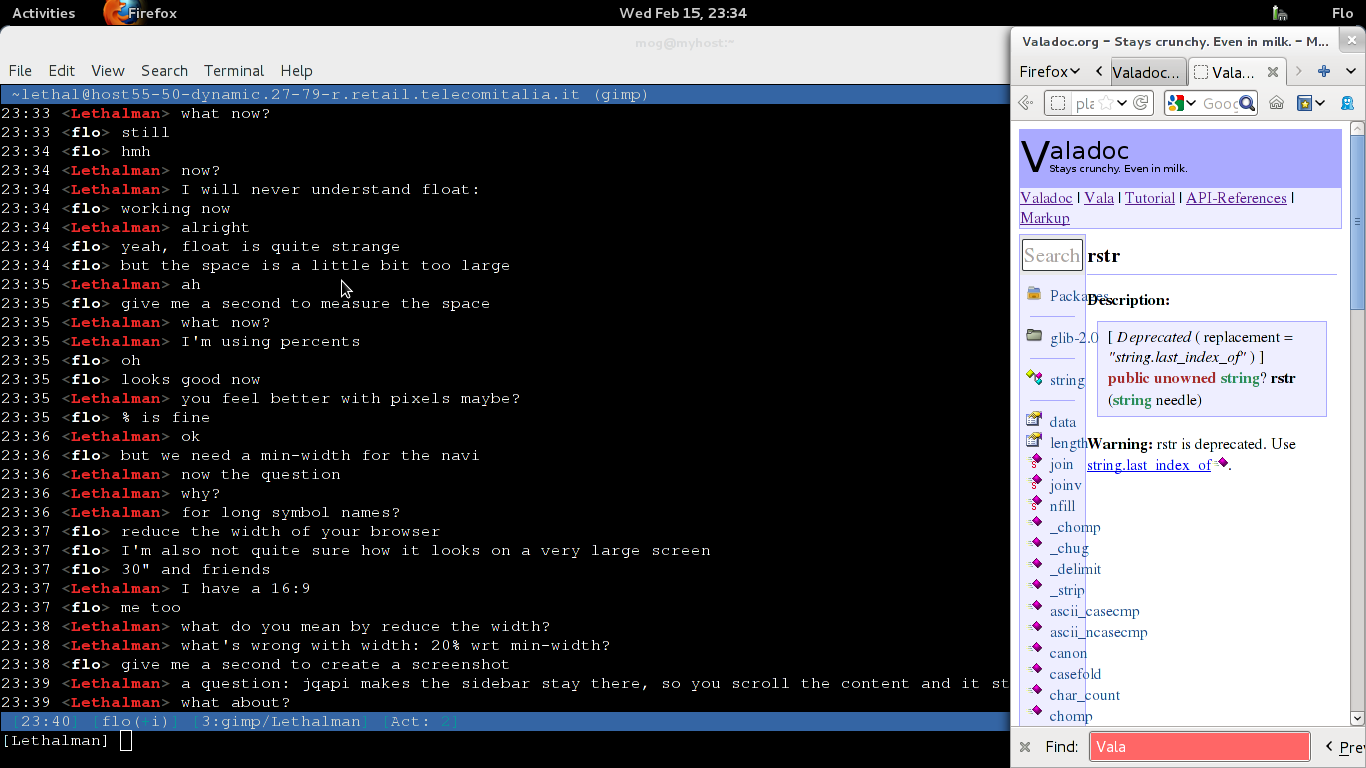 Activities Firefox Wed Feb 15, 23:34 Flo
mog@myhost:~
File Edit View Search Terminal Help
~lethal@host55-50-dynamic.27-79-r.retail.telecomitalia.it (gimp)
23:33 <Lethalman> what now?
23:33 <flo> still
23:34 <flo> hmh
23:34 <Lethalman> now?
23:34 <Lethalman> I will never understand float:
23:34 <flo> working now
23:34 <Lethalman> alright
23:34 <flo> yeah, float is quite strange
23:34 <flo> but the space is a little bit too large
23:35 <Lethalman> ah
23:35 <flo> give me a second to measure the space
23:35 <Lethalman> what now?
23:35 <Lethalman> I'm using percents
23:35 <flo> oh
23:35 <flo> looks good now
23:35 <Lethalman> you feel better with pixels maybe?
23:35 <flo> % is fine
23:36 <Lethalman> ok
23:36 <flo> but we need a min-width for the navi
23:36 <Lethalman> now the question
23:36 <Lethalman> why?
23:36 <Lethalman> for long symbol names?
23:37 <flo> reduce the width of your browser
23:37 <flo> I'm also not quite sure how it looks on a very large screen
23:37 <flo> 30" and friends
23:37 <Lethalman> I have a 16:9
23:37 <flo> me too
23:38 <Lethalman> what do you mean by reduce the width?
23:38 <Lethalman> what's wrong with width: 20% wrt min-width?
23:38 <flo> give me a second to create a screenshot
23:39 <Lethalman> a question: jqapi makes the sidebar stay there, so you scroll the content and it st
23:39 <Lethalman> what about?
[23:40] [flo(+i)] [3:gimp/Lethalman] [Act: 2]
[Lethalman]
Valadoc.org – Stays crunchy. Even in milk. – M...
Firefox Valadoc... Vala...
pla Goog
Valadoc
Stays crunchy. Even in milk.
Valadoc | Vala | Tutorial | API-References |
Markup
Search
Packages
glib-2.0
string
data
length
join
joinv
nfill
_chomp
_chug
_delimit
_strip
ascii_casecmp
ascii_ncasecmp
canon
casefold
char_count
chomp
rstr
Description:
[ Deprecated ( replacement =
"string.last_index_of" ) ]
public unowned string? rstr
(string needle)
Warning: rstr is deprecated. Use
string.last_index_of .
Find: Vala Pre